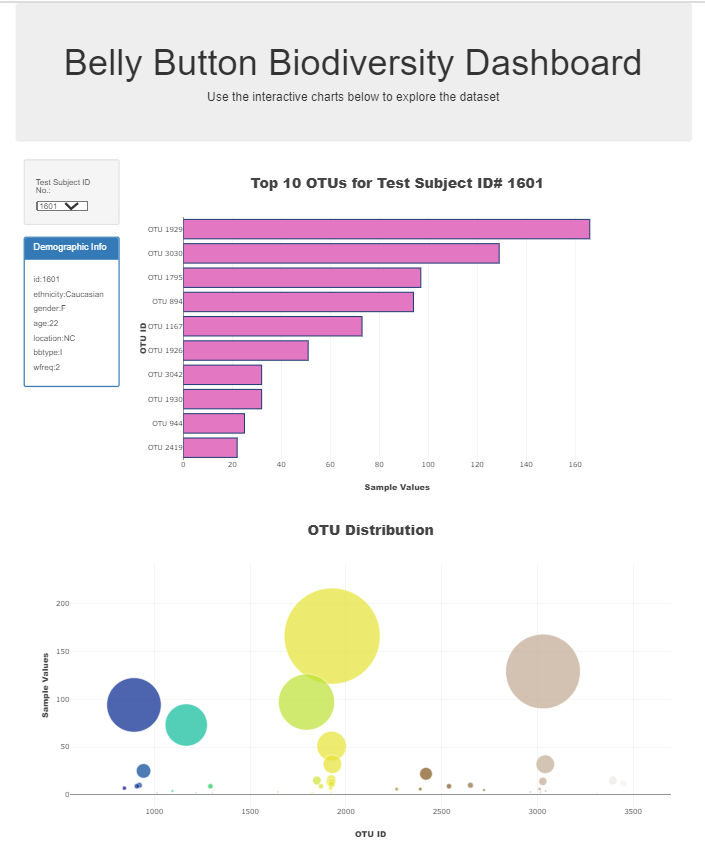 Belly Button Biodiversity Dashboard
Use the interactive charts below to explore the dataset
Test Subject ID
No.:
1601
Demographic Info
id:1601
ethnicity:Caucasian
gender:F
age:22
location:NC
bbtype:I
wfreq:2
Top 10 OTUs for Test Subject ID# 1601
OTU ID
OTU 1929
OTU 3030
OTU 1795
OTU 894
OTU 1167
OTU 1926
OTU 3042
OTU 1930
OTU 944
OTU 2419
0 20 40 60 80 100 120 140 160
Sample Values
OTU Distribution
Sample Values
200
150
100
50
0
1000 1500 2000 2500 3000 3500
OTU ID